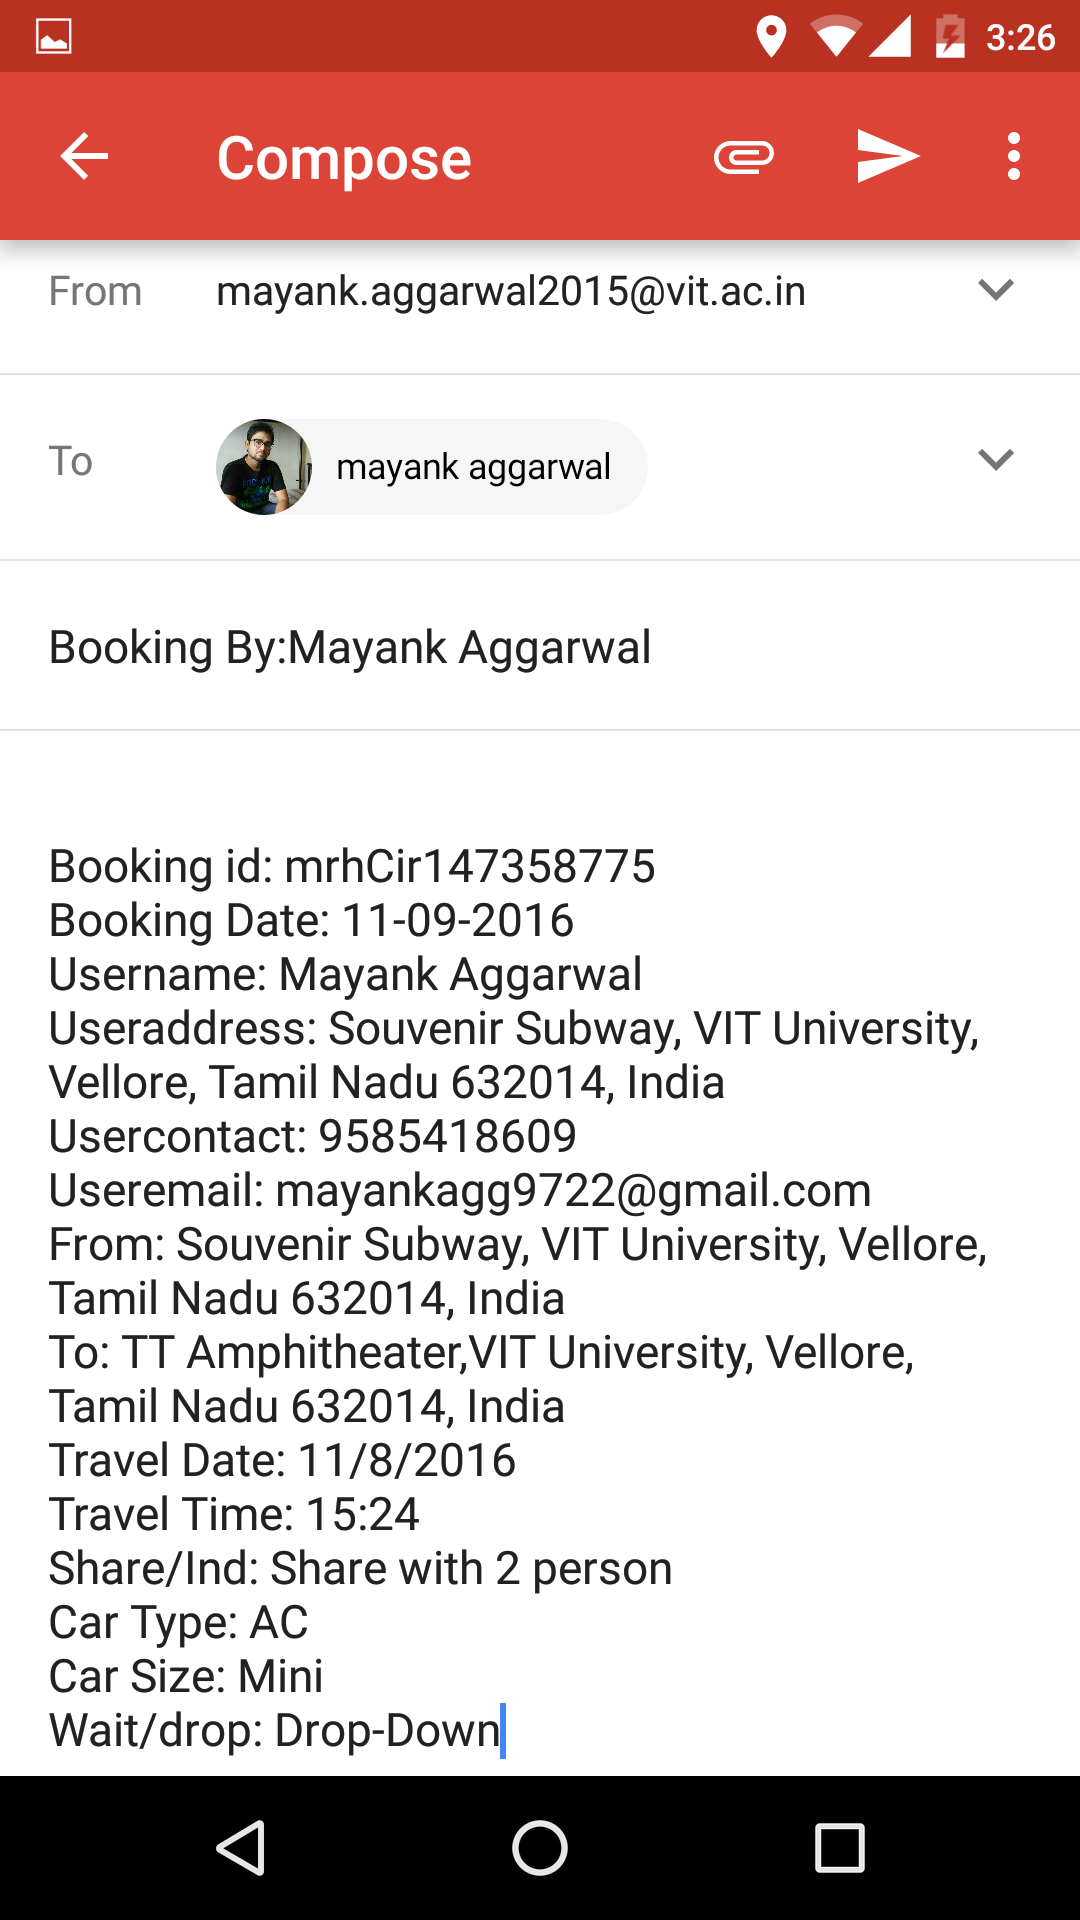 3:26
Compose
From mayank.aggarwal2015@vit.ac.in
To mayank aggarwal
Booking By:Mayank Aggarwal
Booking id: mrhCir147358775
Booking Date: 11-09-2016
Username: Mayank Aggarwal
Useraddress: Souvenir Subway, VIT University,
Vellore, Tamil Nadu 632014, India
Usercontact: 9585418609
Useremail: mayankagg9722@gmail.com
From: Souvenir Subway, VIT University, Vellore,
Tamil Nadu 632014, India
To: TT Amphitheater,VIT University, Vellore,
Tamil Nadu 632014, India
Travel Date: 11/8/2016
Travel Time: 15:24
Share/Ind: Share with 2 person
Car Type: AC
Car Size: Mini
Wait/drop: Drop-Down